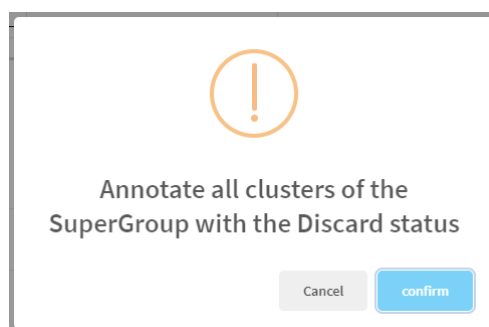 Annotate all clusters of the
SuperGroup with the Discard status
Cancel confirm